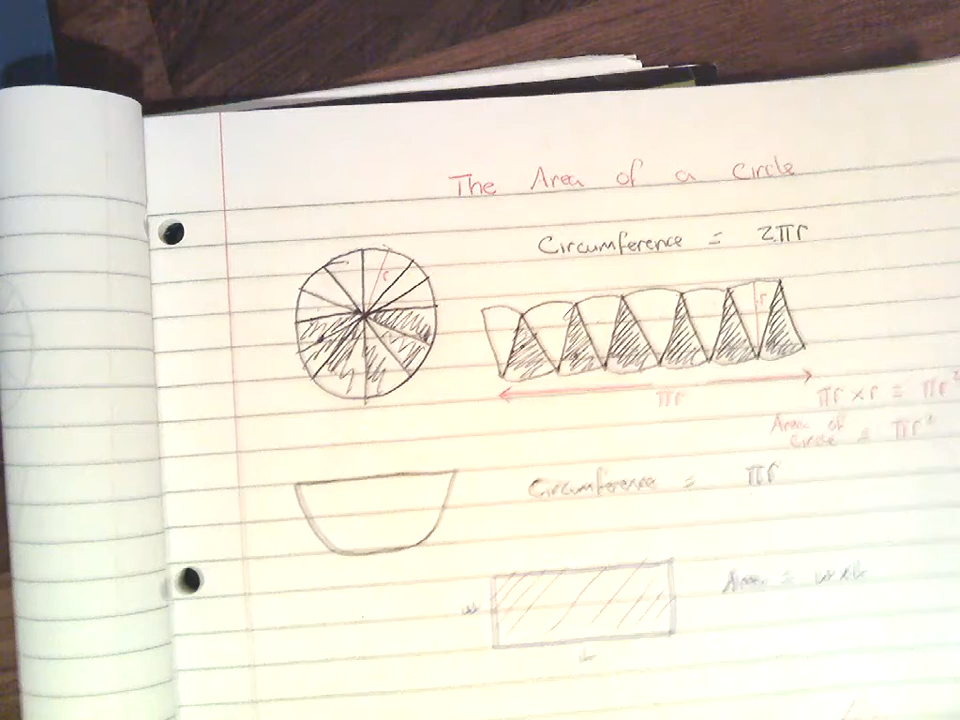 The Area of a Circle
Circumference = 2πr
r
r
πr
πr × r = πr²
Area of
Circle = πr²
Circumference = πr
w
Area =